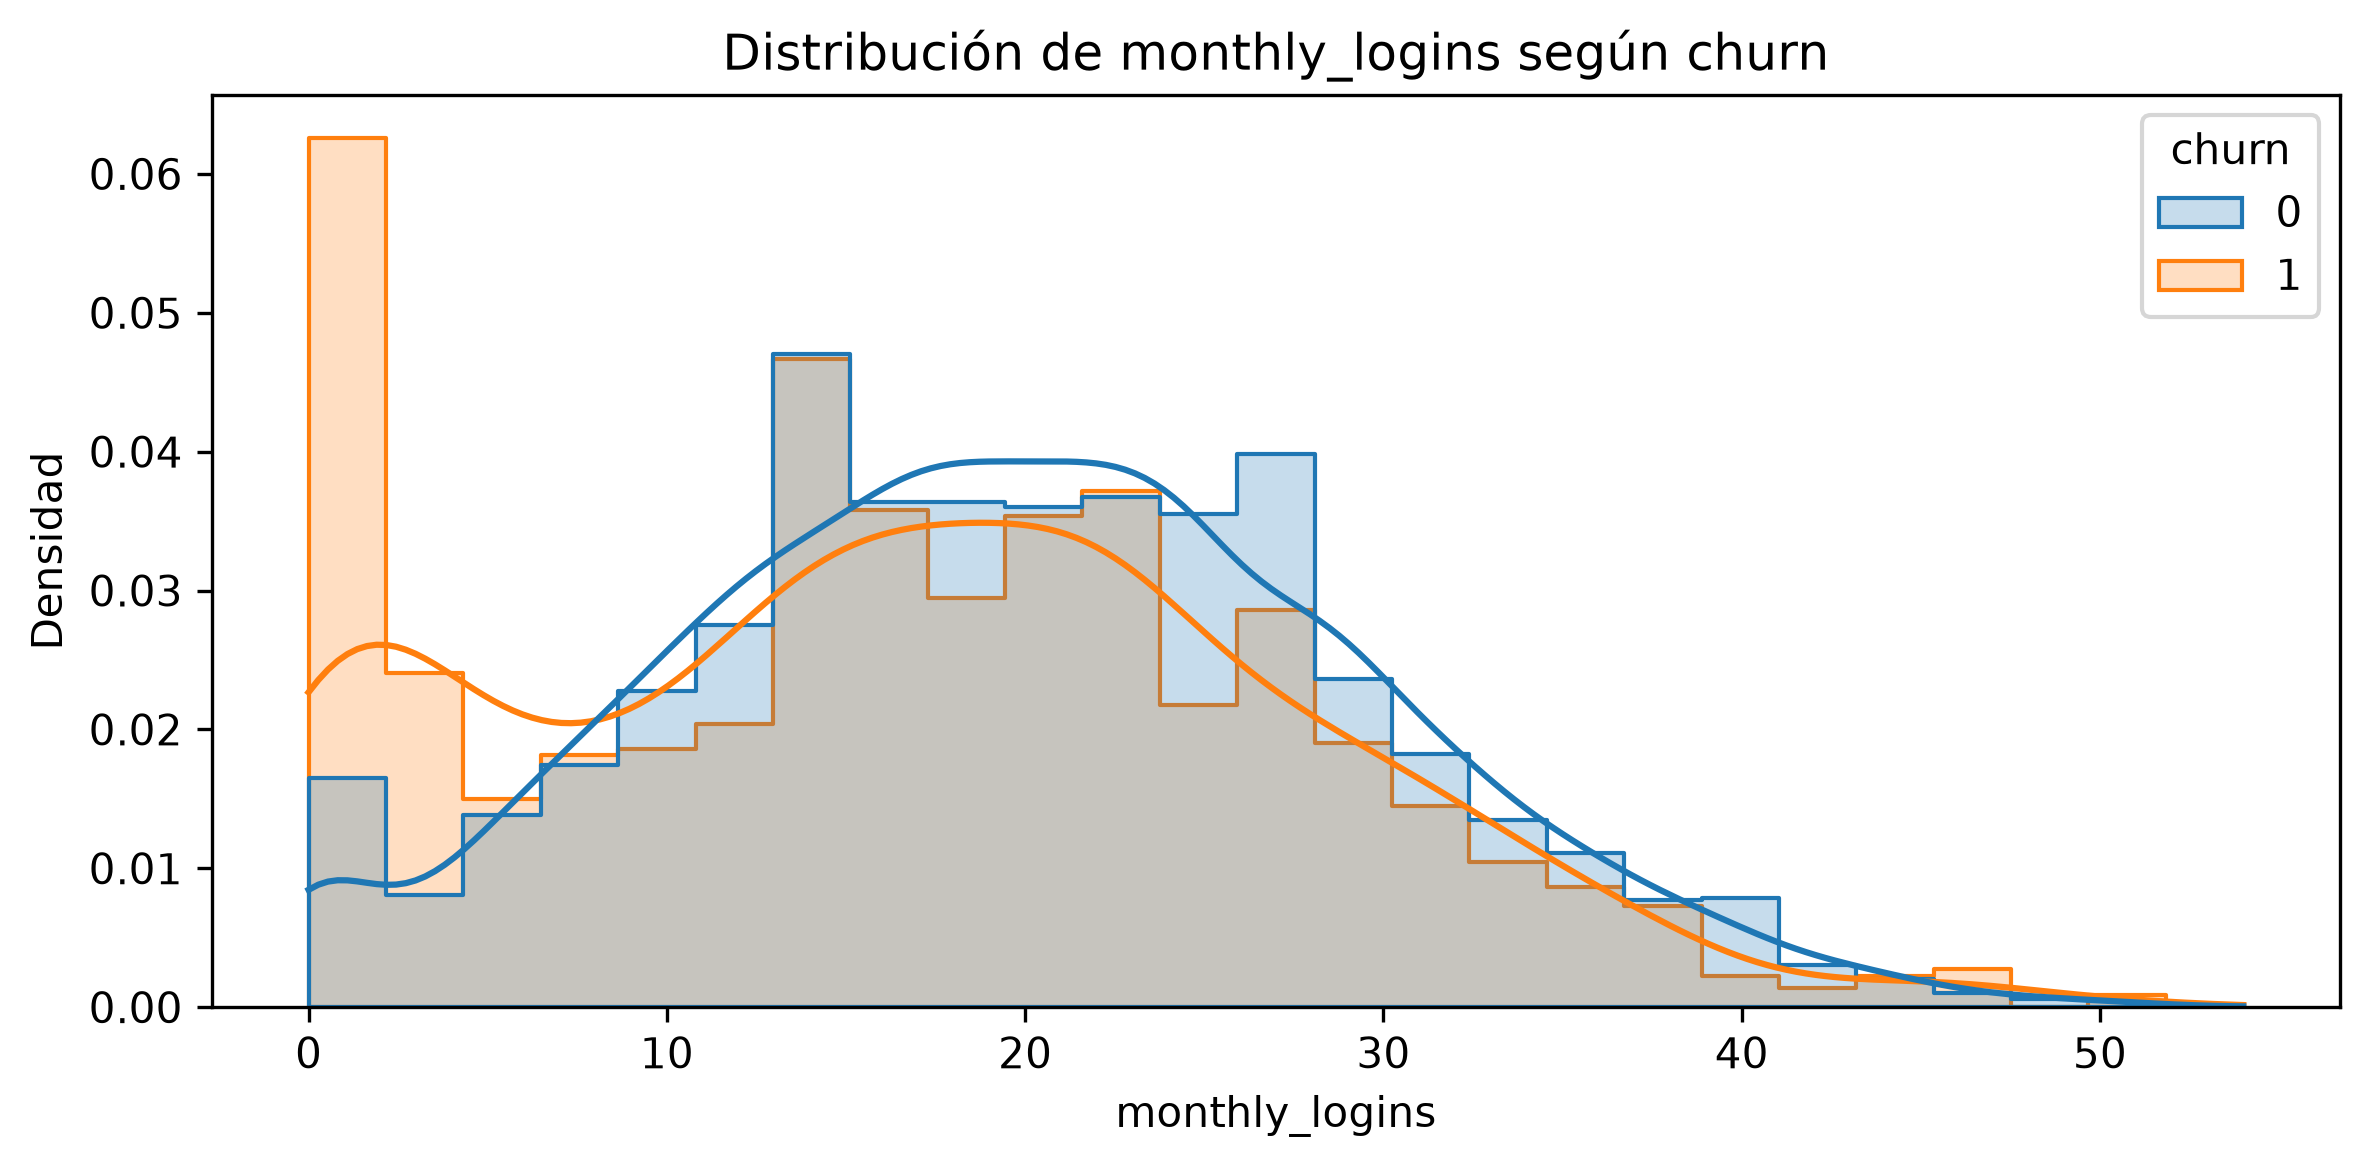 Distribución de monthly_logins según churn
churn
0
1
Densidad
0.06
0.05
0.04
0.03
0.02
0.01
0.00
0 10 20 30 40 50
monthly_logins